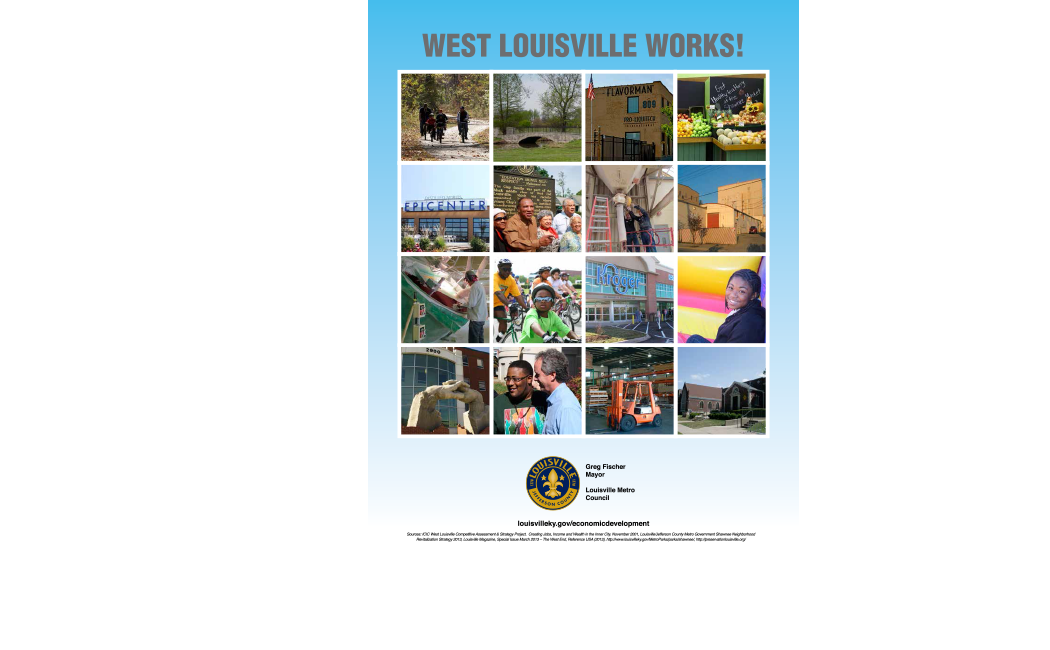 WEST LOUISVILLE WORKS!
FLAVORMAN
EPICENTER
Kroger
2900
LOUISVILLE
JEFFERSON COUNTY
Greg Fischer
Mayor
Louisville Metro
Council
louisvilleky.gov/economicdevelopment
Sources: ICIC West Louisville Competitive Assessment & Strategy Project. Creating Jobs, Income and Wealth in the Inner City. November 2001, Louisville/Jefferson County Metro Government Shawnee Neighborhood
Revitalization Strategy 2013, Louisville Magazine, Special Issue March 2013 – The West End, Reference USA (2013), http://www.louisvilleky.gov/MetroParks/parks/shawnee/, http://preservationlouisville.org/